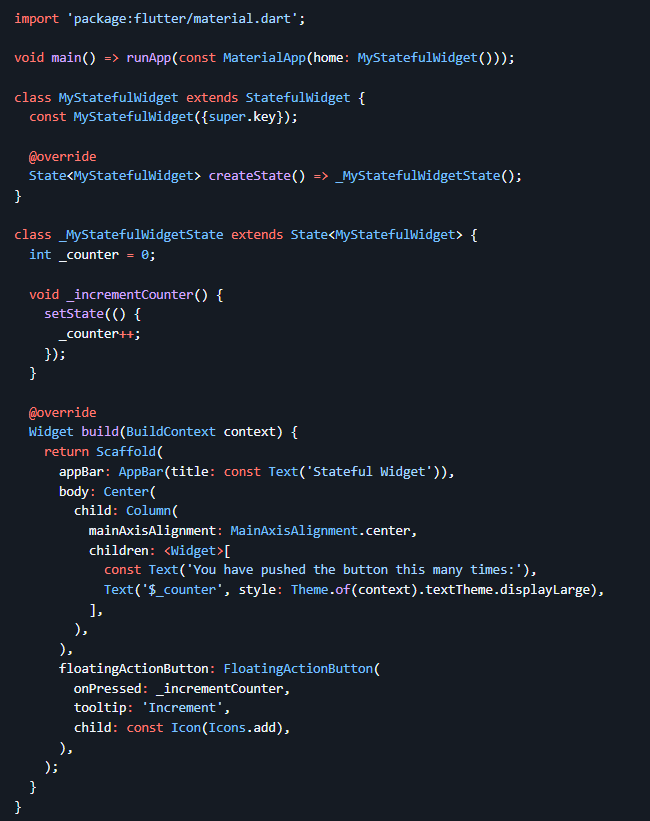 import 'package:flutter/material.dart';

void main() => runApp(const MaterialApp(home: MyStatefulWidget()));

class MyStatefulWidget extends StatefulWidget {
  const MyStatefulWidget({super.key});

  @override
  State<MyStatefulWidget> createState() => _MyStatefulWidgetState();
}

class _MyStatefulWidgetState extends State<MyStatefulWidget> {
  int _counter = 0;

  void _incrementCounter() {
    setState(() {
      _counter++;
    });
  }

  @override
  Widget build(BuildContext context) {
    return Scaffold(
      appBar: AppBar(title: const Text('Stateful Widget')),
      body: Center(
        child: Column(
          mainAxisAlignment: MainAxisAlignment.center,
          children: <Widget>[
            const Text('You have pushed the button this many times:'),
            Text('$_counter', style: Theme.of(context).textTheme.displayLarge),
          ],
        ),
      ),
      floatingActionButton: FloatingActionButton(
        onPressed: _incrementCounter,
        tooltip: 'Increment',
        child: const Icon(Icons.add),
      ),
    );
  }
}